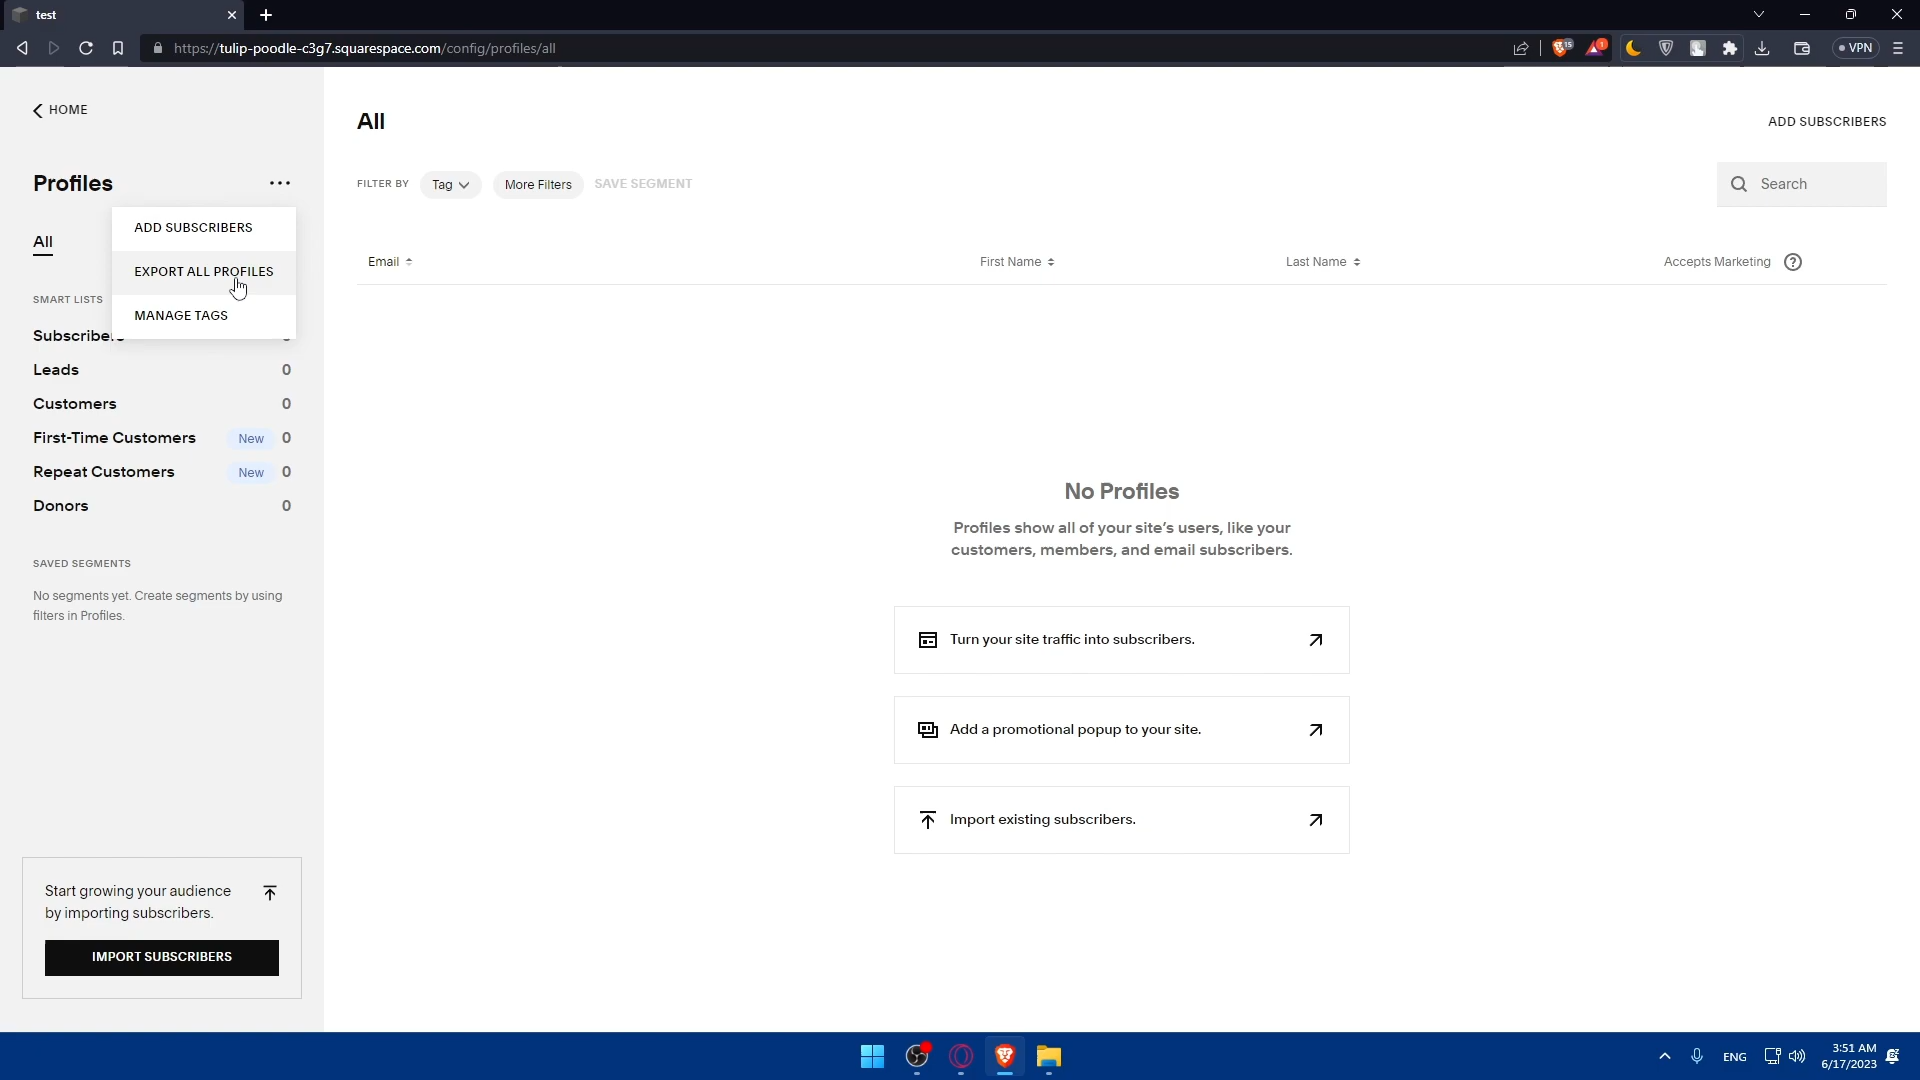 test
https://tulip-poodle-c3g7.squarespace.com/config/profiles/all
15
1
VPN
HOME
Profiles
ADD SUBSCRIBERS
EXPORT ALL PROFILES
MANAGE TAGS
All
SMART LISTS
Leads 0
Customers 0
First-Time Customers New 0
Repeat Customers New 0
Donors 0
SAVED SEGMENTS
No segments yet. Create segments by using
filters in Profiles.
Start growing your audience
by importing subscribers.
IMPORT SUBSCRIBERS
All
ADD SUBSCRIBERS
FILTER BY Tag More Filters SAVE SEGMENT
Search
Email First Name Last Name Accepts Marketing ?
No Profiles
Profiles show all of your site's users, like your
customers, members, and email subscribers.
Turn your site traffic into subscribers.
Add a promotional popup to your site.
Import existing subscribers.
ENG
3:51 AM
6/17/2023